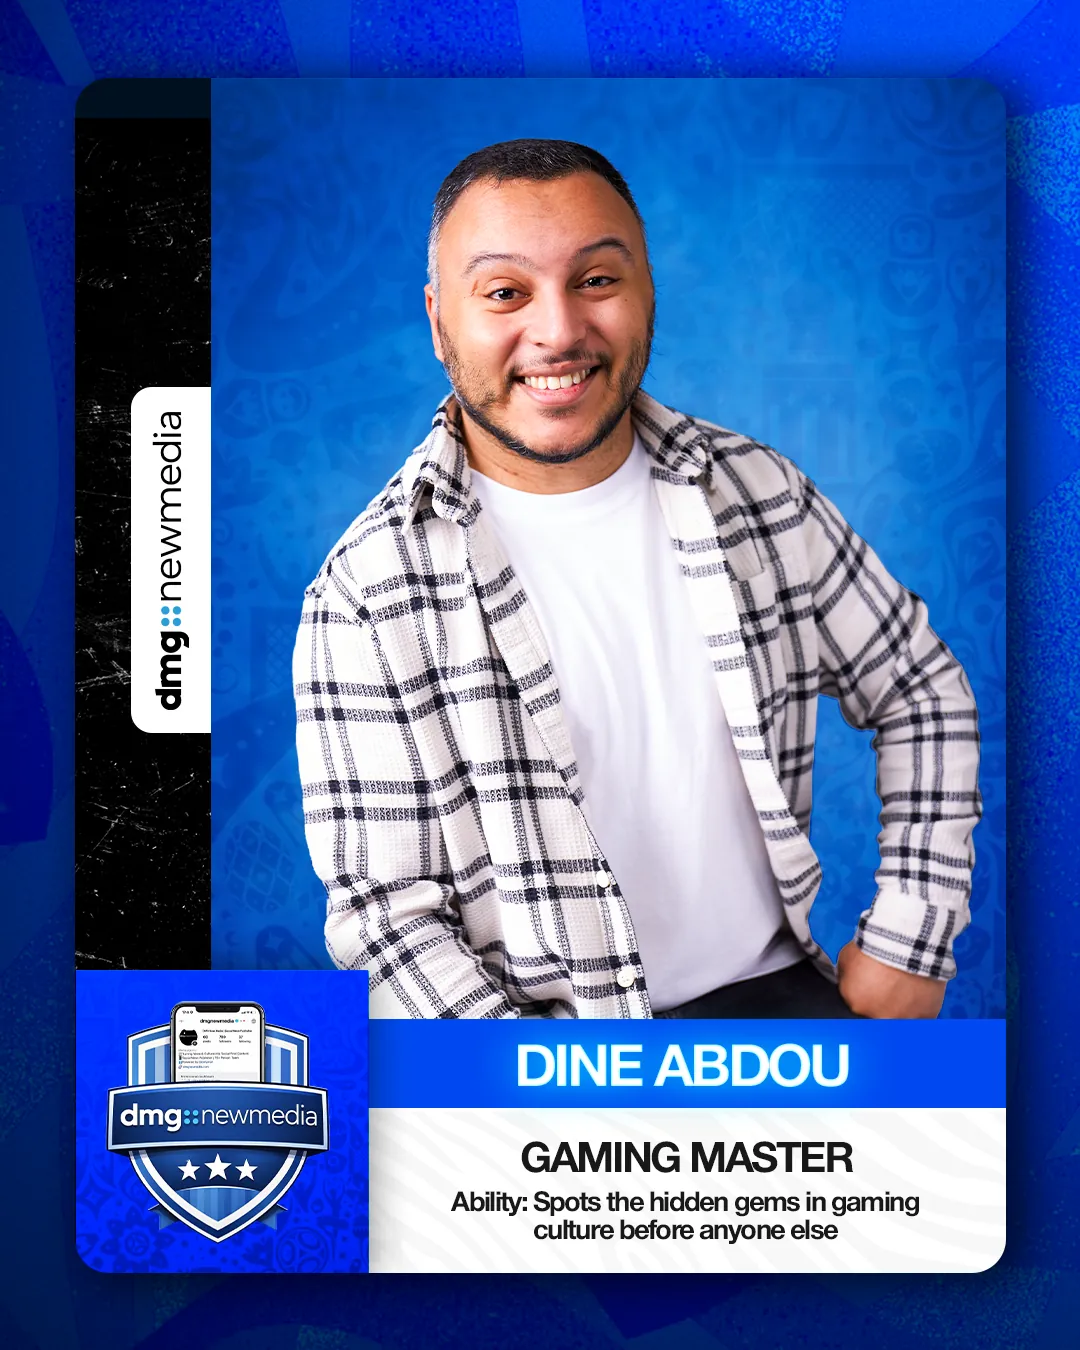 dmg::newmedia
dmgnewmedia
dmg::newmedia
DINE ABDOU
GAMING MASTER
Ability: Spots the hidden gems in gaming
culture before anyone else